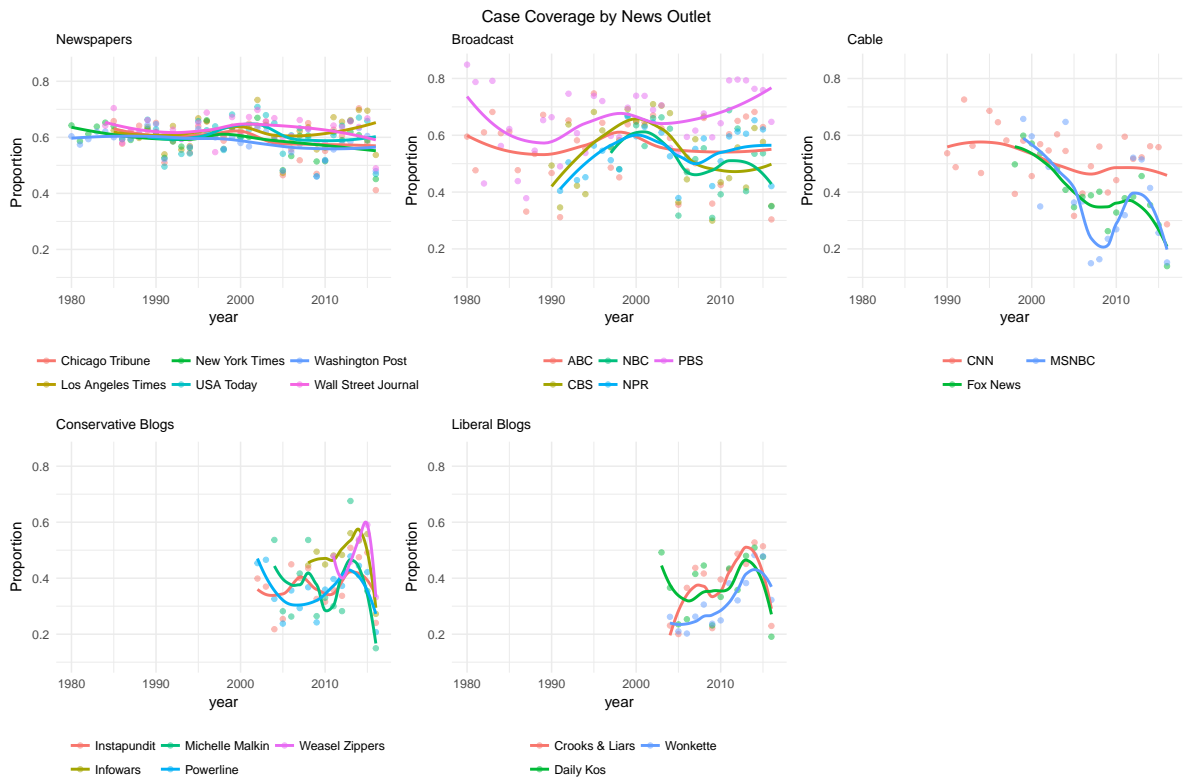 Case Coverage by News Outlet
Newspapers
Proportion
0.8
0.6
0.4
0.2
1980 1990 2000 2010
year
Chicago Tribune New York Times Washington Post
Los Angeles Times USA Today Wall Street Journal
Broadcast
Proportion
0.8
0.6
0.4
0.2
1980 1990 2000 2010
year
ABC NBC PBS
CBS NPR
Cable
Proportion
0.8
0.6
0.4
0.2
1980 1990 2000 2010
year
CNN MSNBC
Fox News
Conservative Blogs
Proportion
0.8
0.6
0.4
0.2
1980 1990 2000 2010
year
Instapundit Michelle Malkin Weasel Zippers
Infowars Powerline
Liberal Blogs
Proportion
0.8
0.6
0.4
0.2
1980 1990 2000 2010
year
Crooks & Liars Wonkette
Daily Kos